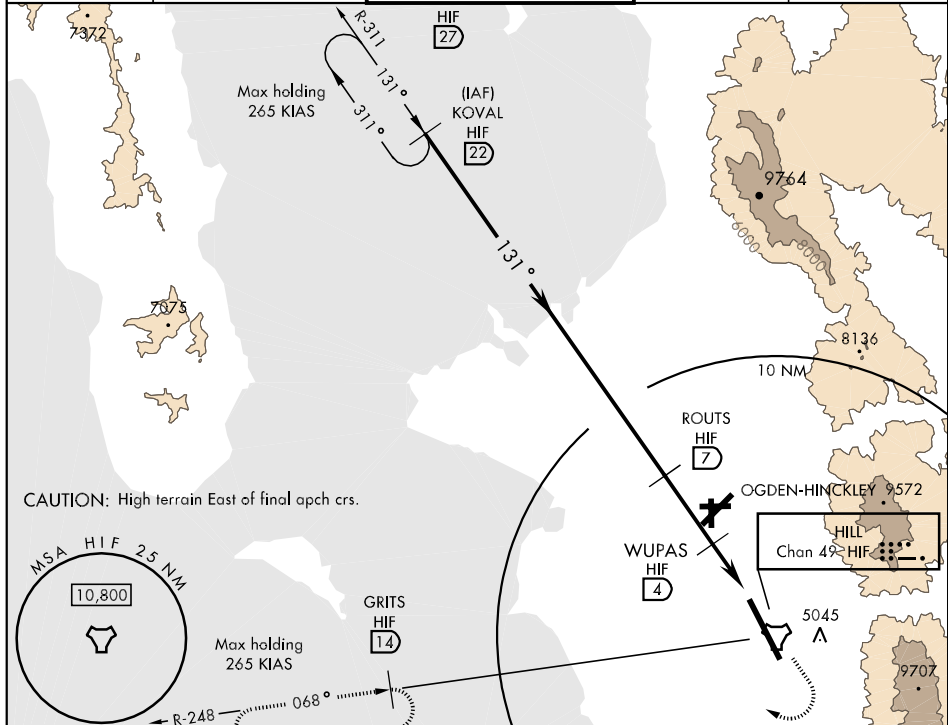 7372
R-311
HIF
27
131°
311°
Max holding
265 KIAS
(IAF)
KOVAL
HIF
22
9764
131°
7075
8136
10 NM
ROUTS
HIF
7
CAUTION: High terrain East of final apch crs.
OGDEN-HINCKLEY 9572
HILL
Chan 49 HIF
WUPAS
HIF
4
MSA HIF 25 NM
10,800
GRITS
HIF
14
5045
Max holding
265 KIAS
068°
R-248
9707